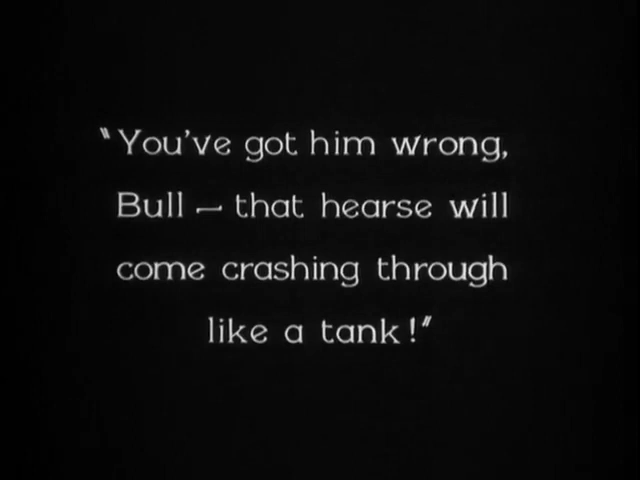 "You've got him wrong,
Bull — that hearse will
come crashing through
like a tank!"